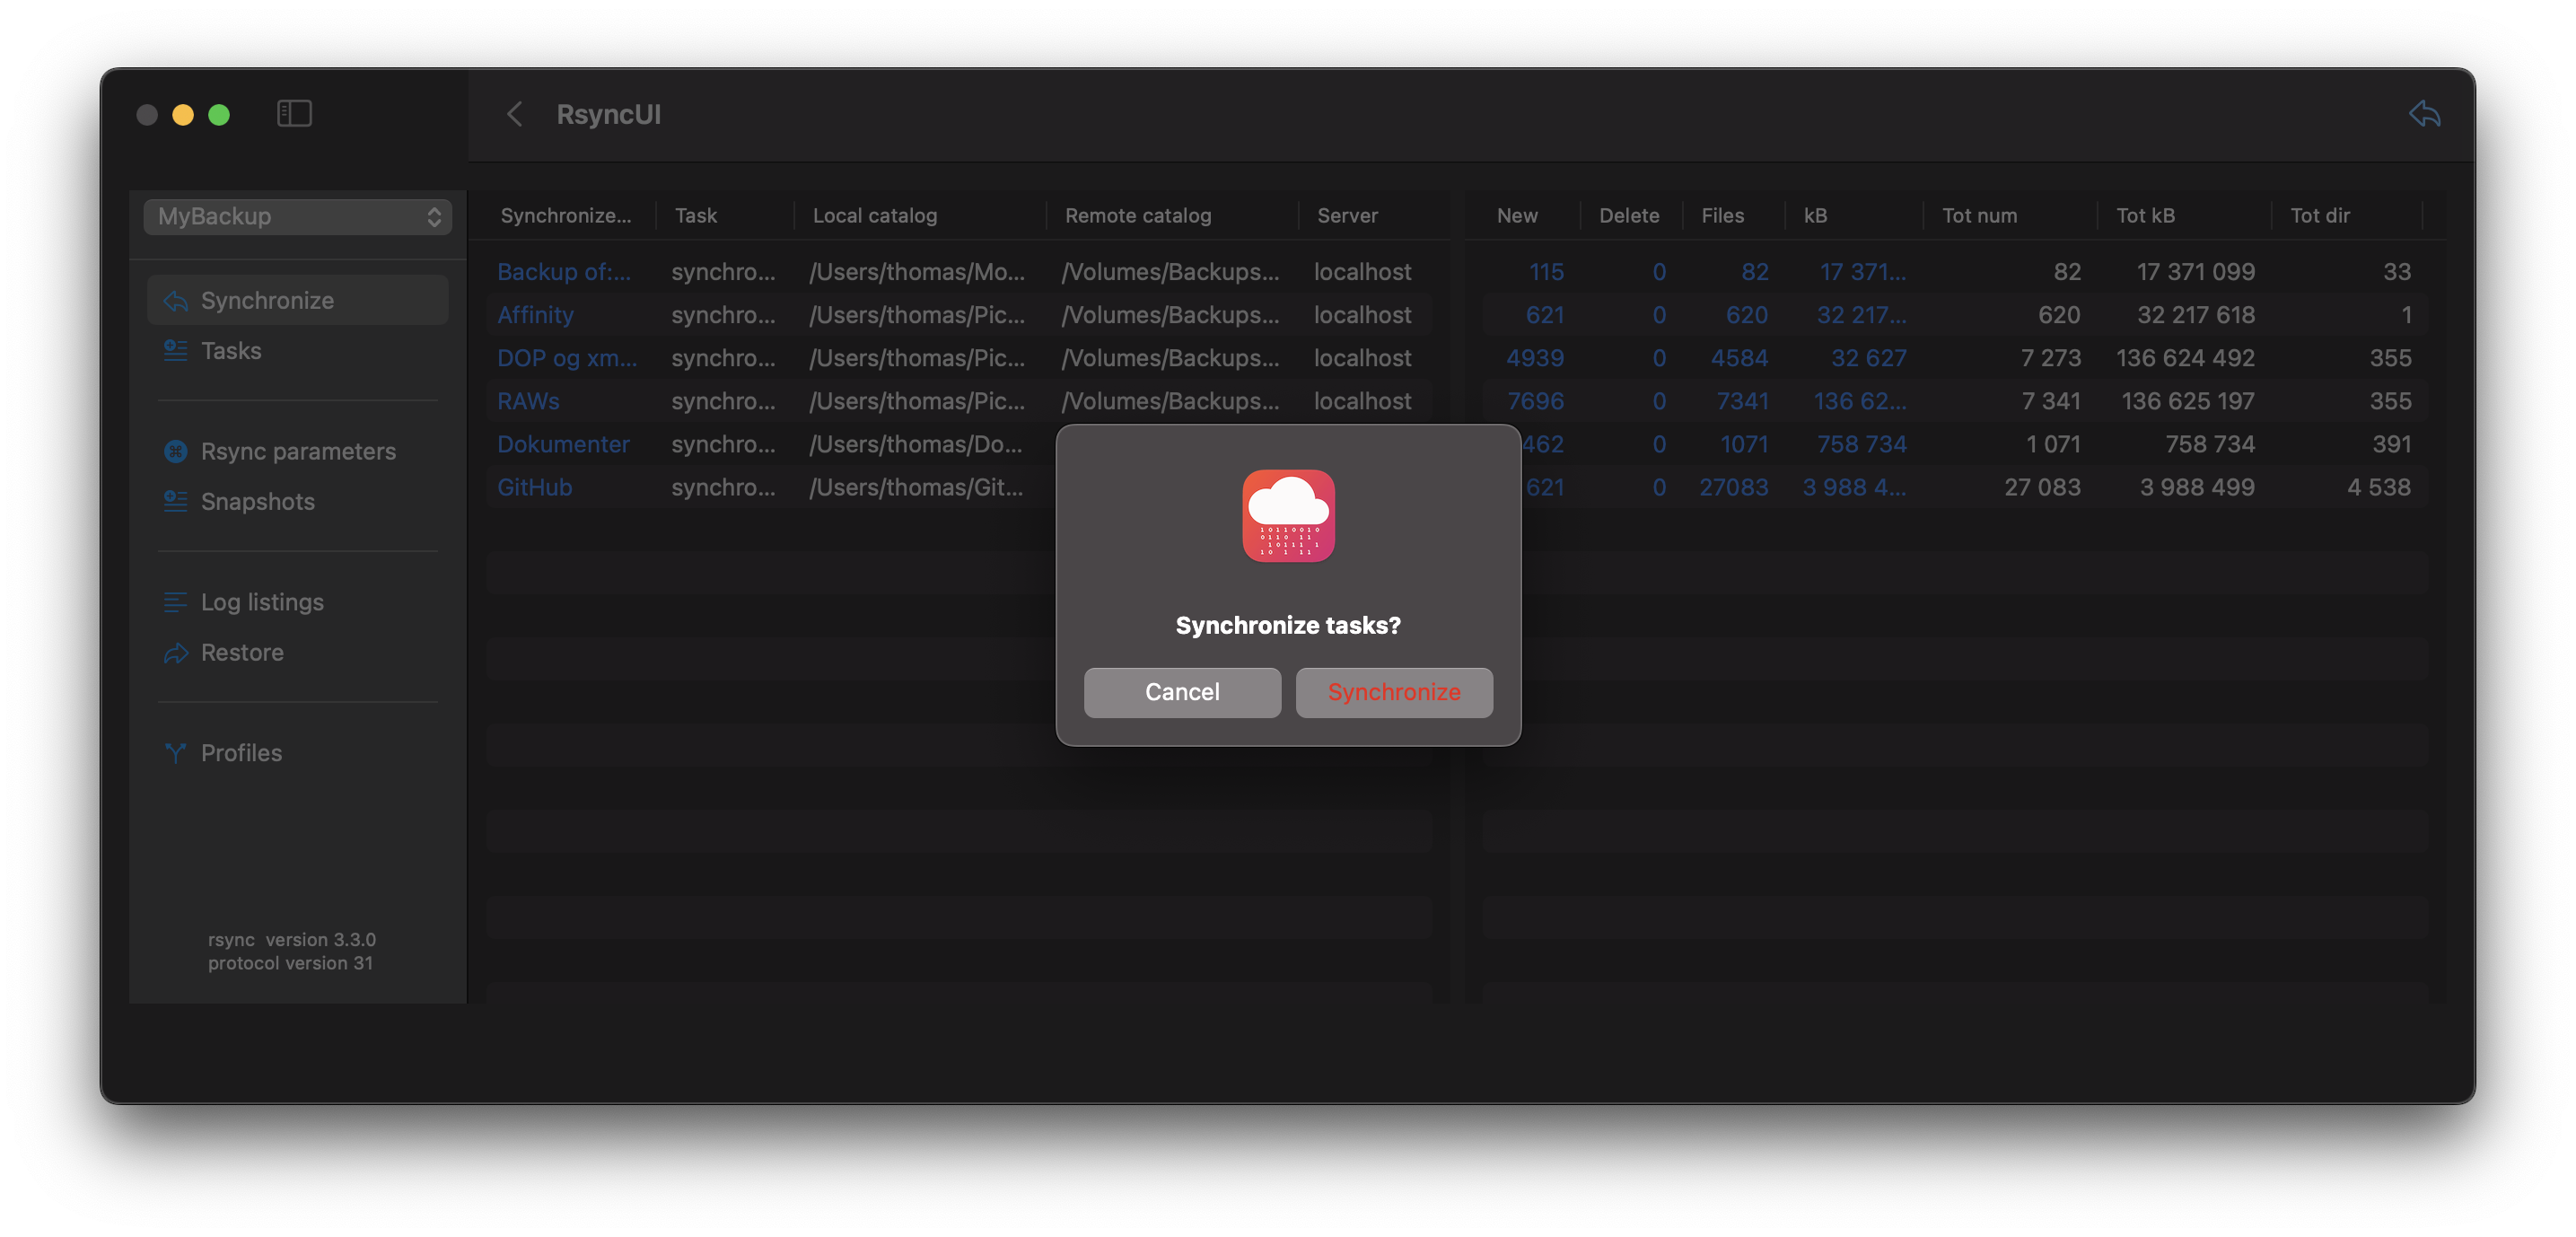 RsyncUI
MyBackup
Synchronize
Tasks
Rsync parameters
Snapshots
Log listings
Restore
Profiles
rsync version 3.3.0
protocol version 31
Synchronize... Task Local catalog Remote catalog Server New Delete Files kB Tot num Tot kB Tot dir
Backup of:... synchro... /Users/thomas/Mo... /Volumes/Backups... localhost 115 0 82 17 371... 82 17 371 099 33
Affinity synchro... /Users/thomas/Pic... /Volumes/Backups... localhost 621 0 620 32 217... 620 32 217 618 1
DOP og xm... synchro... /Users/thomas/Pic... /Volumes/Backups... localhost 4939 0 4584 32 627 7 273 136 624 492 355
RAWs synchro... /Users/thomas/Pic... /Volumes/Backups... localhost 7696 0 7341 136 62... 7 341 136 625 197 355
Dokumenter synchro... /Users/thomas/Do... 462 0 1071 758 734 1 071 758 734 391
GitHub synchro... /Users/thomas/Git... 621 0 27083 3 988 4... 27 083 3 988 499 4 538
Synchronize tasks?
Cancel Synchronize